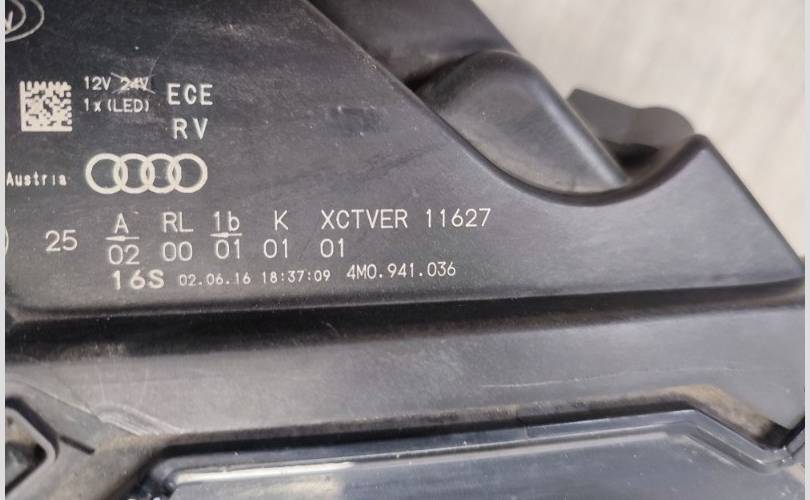 12V 24V
1x(LED)
ECE
RV
Austria
25 A RL 1b K XCTVER 11627
02 00 01 01 01
16S 02.06.16 18:37:09 4M0.941.036